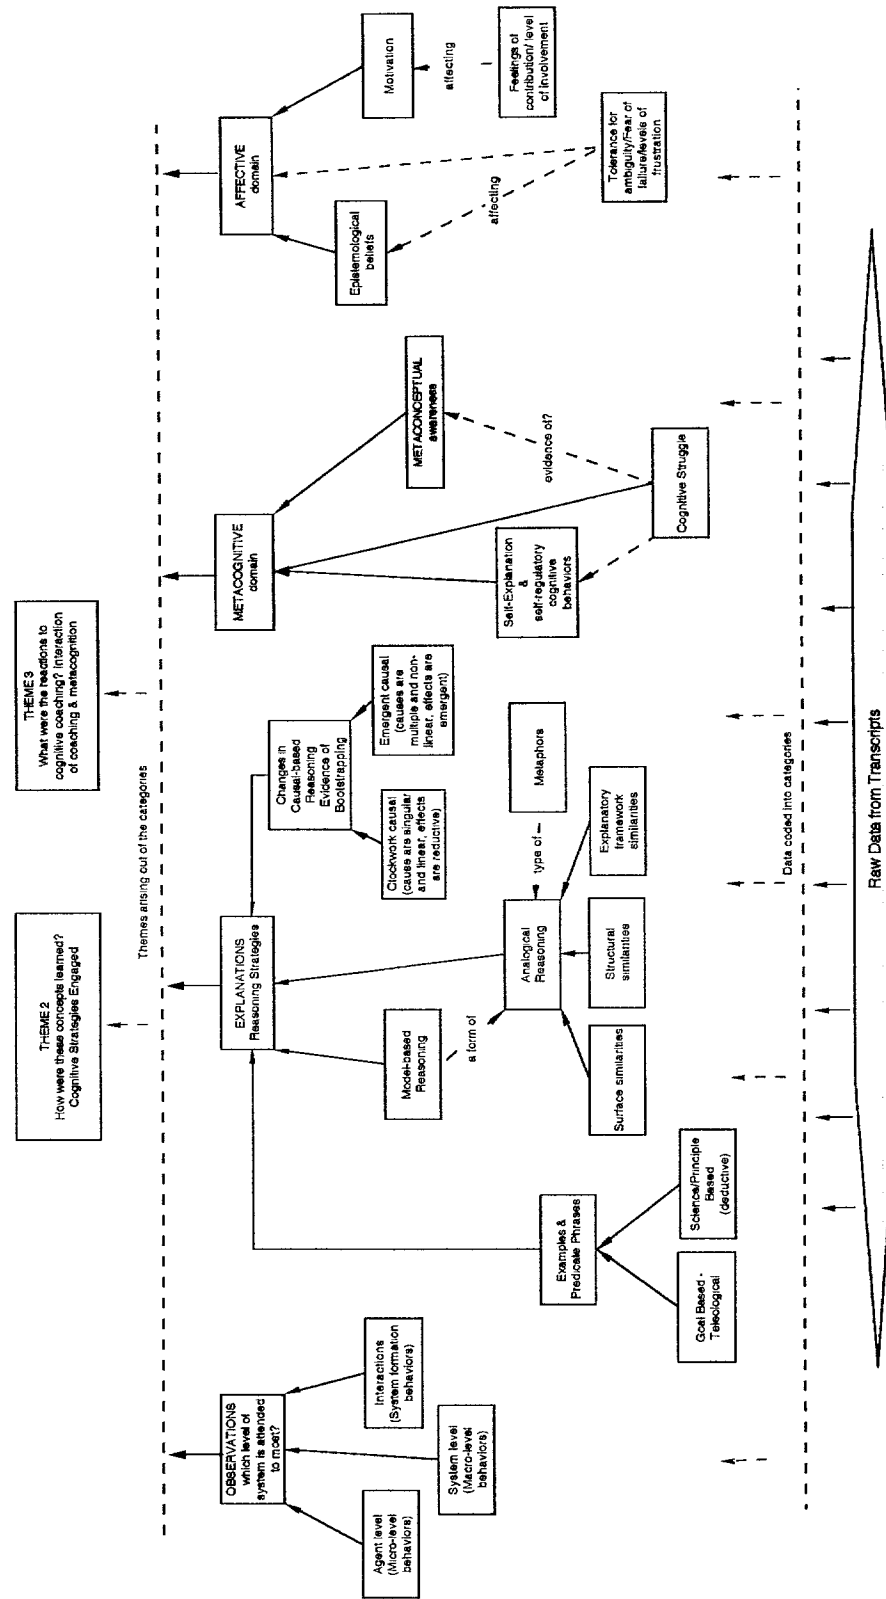 THEME 2
How were these concepts learned?
Cognitive Strategies Engaged
THEME 3
What were the reactions to
cognitive coaching? Interaction
of coaching & metacognition
Themes arising out of the categories
OBSERVATIONS
which level of
system is attended
to most?
EXPLANATIONS
Reasoning Strategies
METACOGNITIVE
domain
AFFECTIVE
domain
Changes in
Causal-based
Reasoning
Evidence of
Bootstrapping
Epistemological
beliefs
Motivation
Agent level
(Micro-level
behaviors)
Interactions
(System formation
behaviors)
System level
(Macro-level
behaviors)
Model-based
Reasoning
Clockwork causal
(cause are singular
and linear, effects
are reductive)
Emergent causal
(causes are
multiple and non-
linear, effects are
emergent)
METACONCEPTUAL
awareness
affecting
a form of
Examples &
Predicate Phrases
Analogical
Reasoning
type of
Metaphors
Self-Explanation
&
self-regulatory
cognitive
behaviors
evidence of?
affecting
Feelings of
contribution/ level
of involvement
Surface similarities
Structural
similarities
Explanatory
framework
similarities
Tolerance for
ambiguity/Fear of
failure/levels of
frustration
Goal Based -
Teleological
Science/Principle
Based
(deductive)
Cognitive Struggle
Data coded into categories
Raw Data from Transcripts